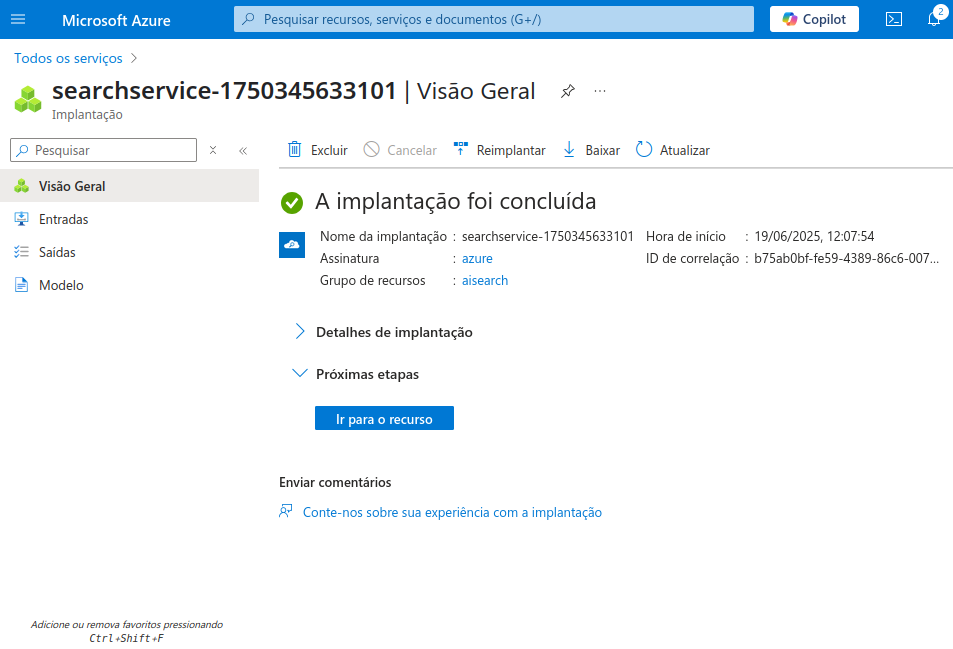 Microsoft Azure
Pesquisar recursos, serviços e documentos (G+/)
Copilot
2
Todos os serviços
searchservice-1750345633101 | Visão Geral
Implantação
Pesquisar
Excluir
Cancelar
Reimplantar
Baixar
Atualizar
Visão Geral
Entradas
Saídas
Modelo
A implantação foi concluída
Nome da implantação : searchservice-1750345633101
Hora de início : 19/06/2025, 12:07:54
Assinatura : azure
ID de correlação : b75ab0bf-fe59-4389-86c6-007...
Grupo de recursos : aisearch
Detalhes de implantação
Próximas etapas
Ir para o recurso
Enviar comentários
Conte-nos sobre sua experiência com a implantação
Adicione ou remova favoritos pressionando
Ctrl+Shift+F